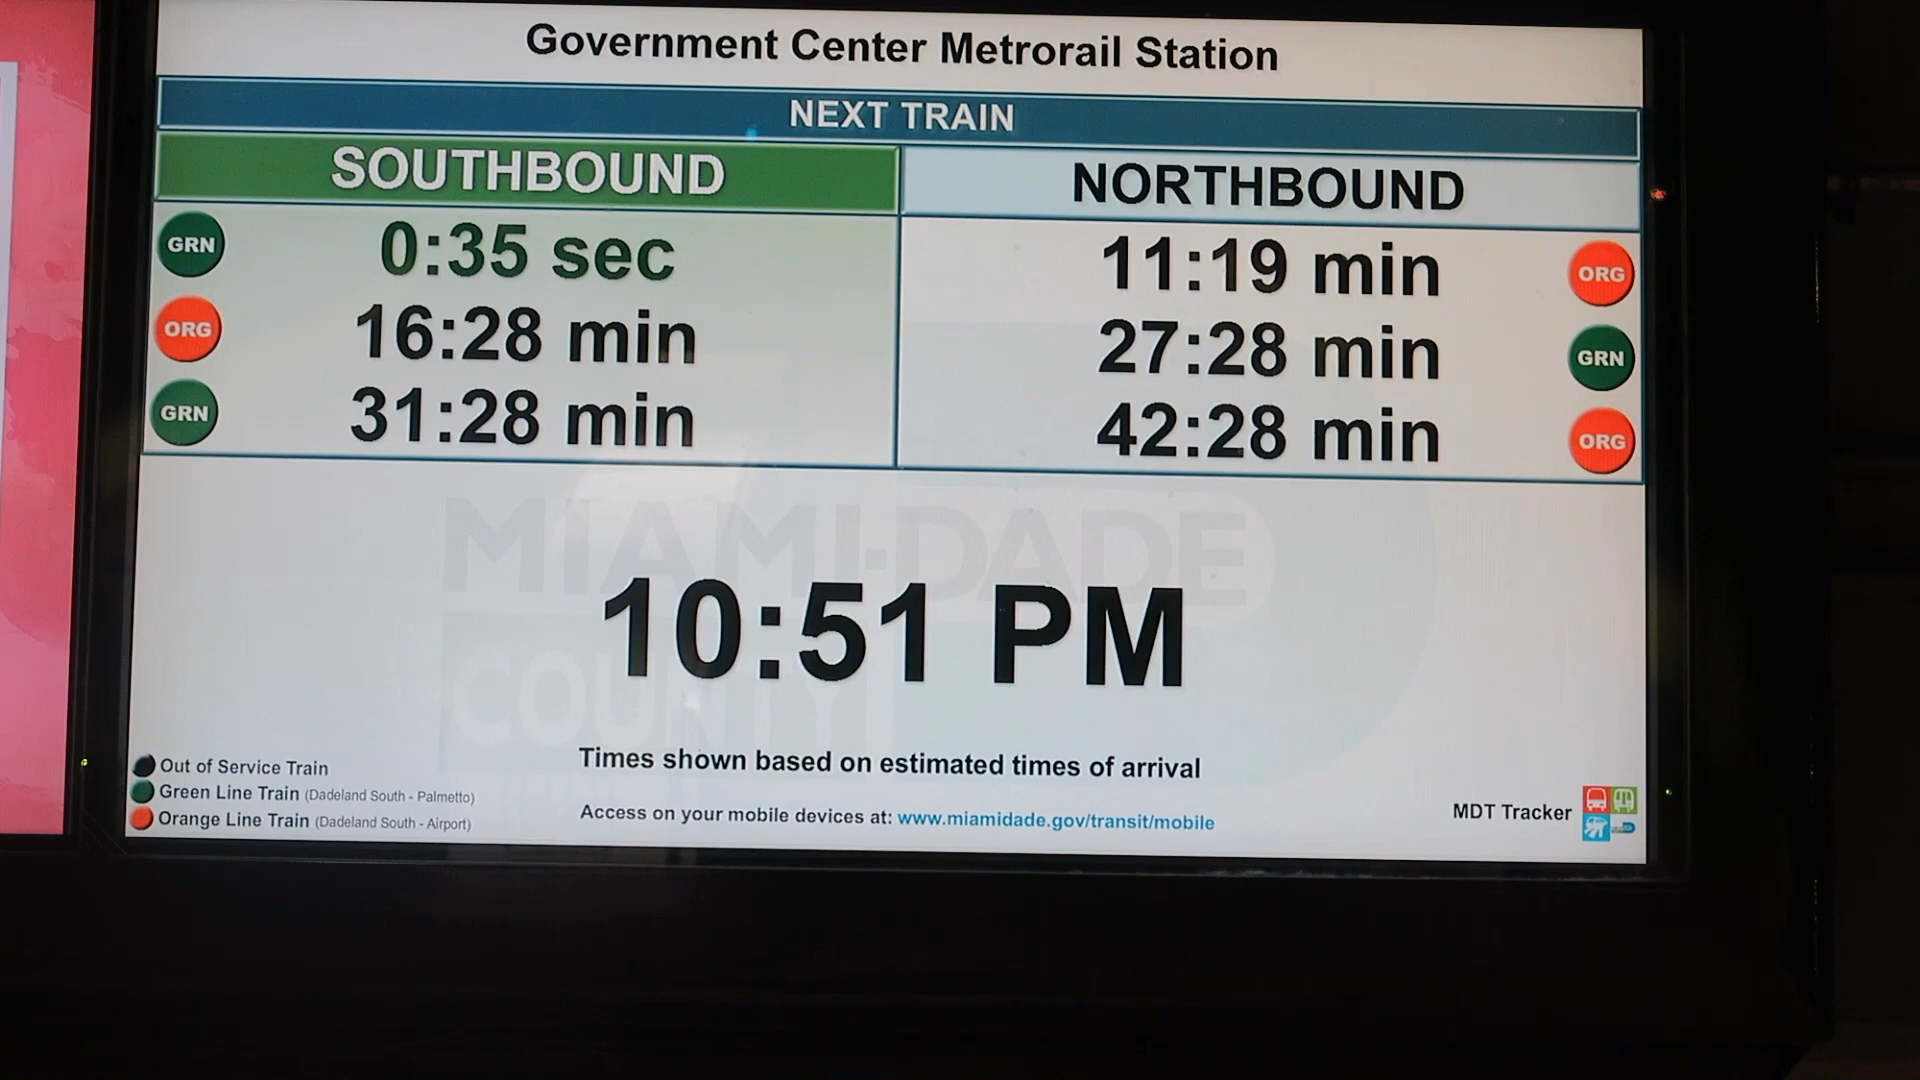 Government Center Metrorail Station
NEXT TRAIN
SOUTHBOUND
GRN 0:35 sec
ORG 16:28 min
GRN 31:28 min
NORTHBOUND
11:19 min ORG
27:28 min GRN
42:28 min ORG
MIAMI-DADE
COUNTY
10:51 PM
Times shown based on estimated times of arrival
Access on your mobile devices at: www.miamidade.gov/transit/mobile
Out of Service Train
Green Line Train (Dadeland South - Palmetto)
Orange Line Train (Dadeland South - Airport)
MDT Tracker